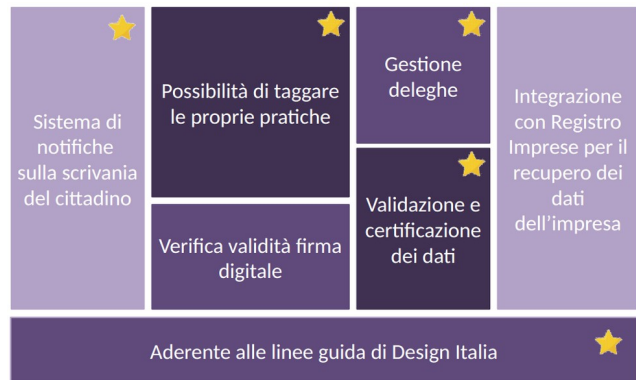 Sistema di
notifiche
sulla scrivania
del cittadino
Possibilità di taggare
le proprie pratiche
Verifica validità firma
digitale
Gestione
deleghe
Validazione e
certificazione
dei dati
Integrazione
con Registro
Imprese per il
recupero dei
dati
dell’impresa
Aderente alle linee guida di Design Italia